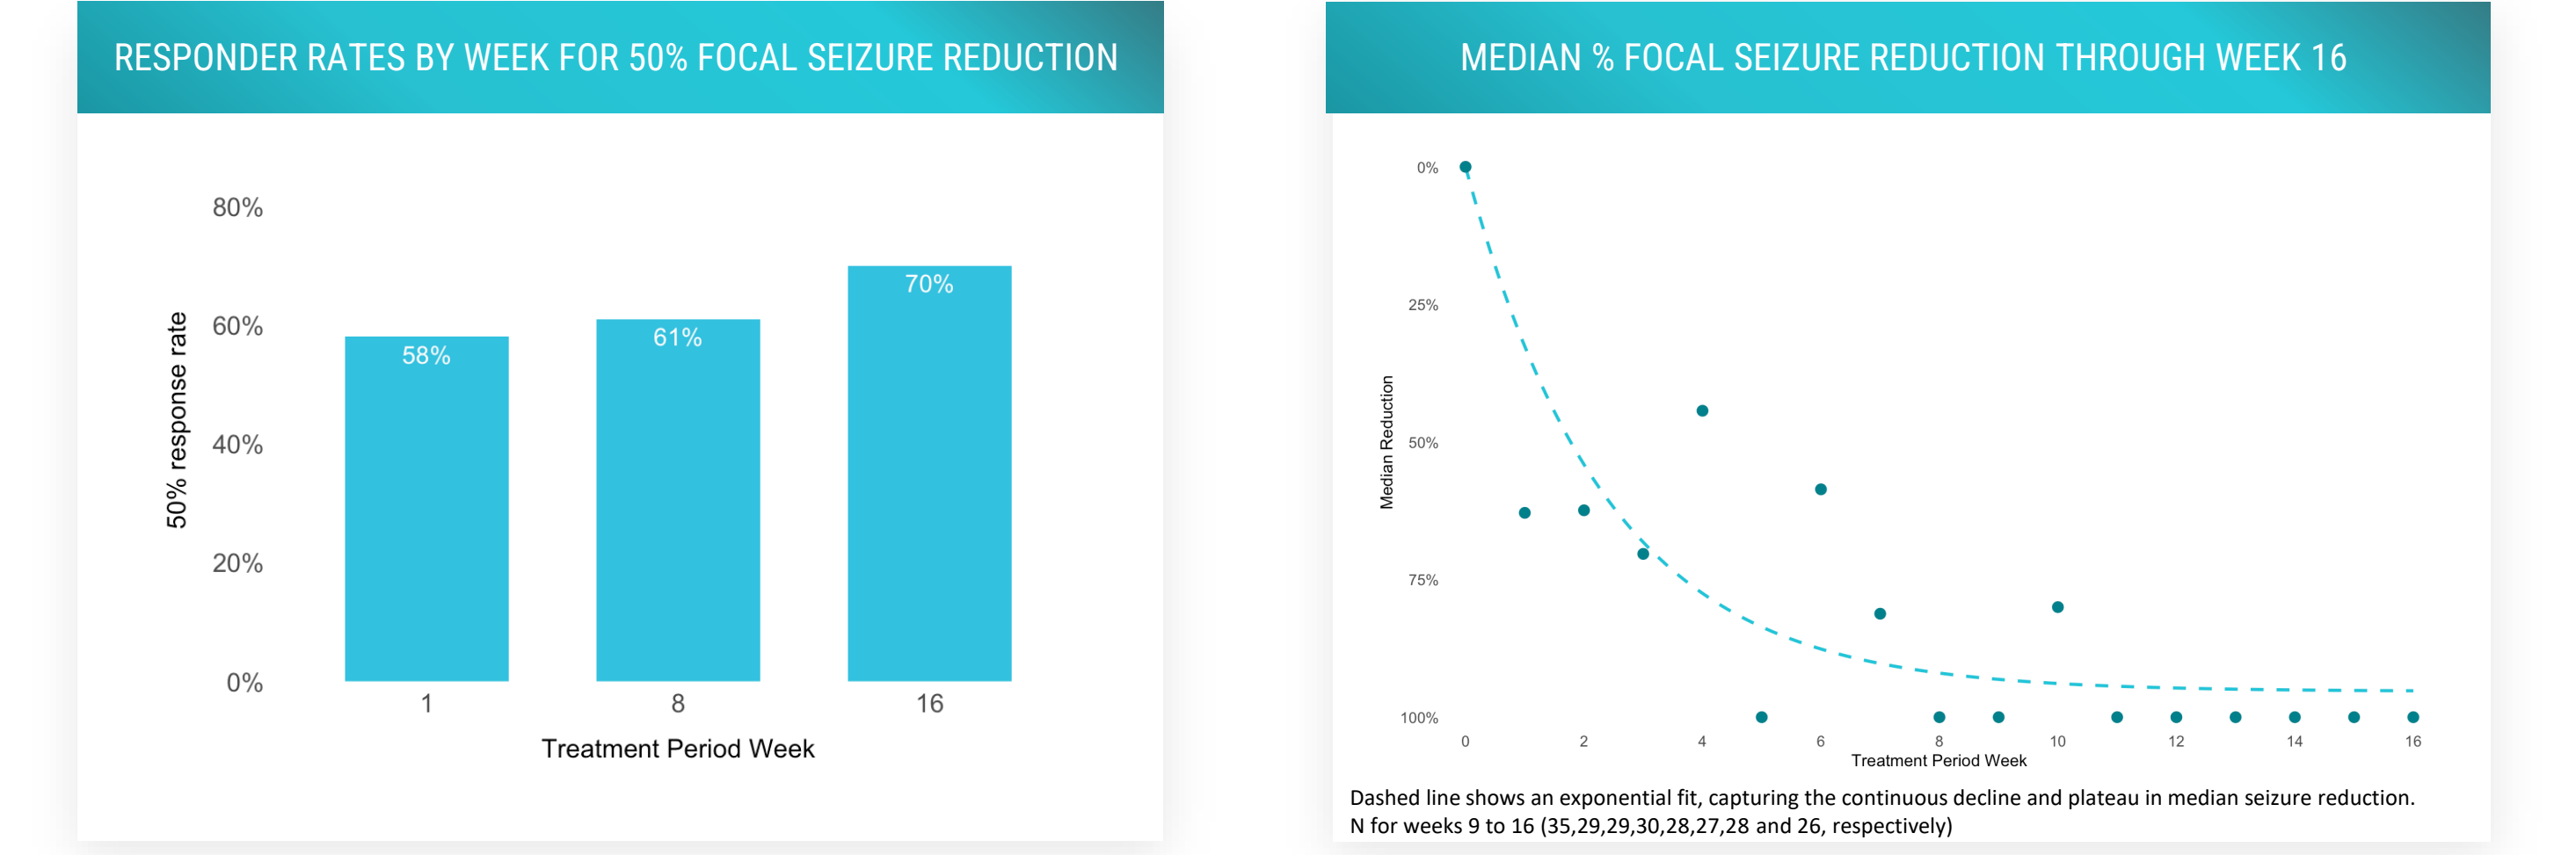 RESPONDER RATES BY WEEK FOR 50% FOCAL SEIZURE REDUCTION
80%
60%
40%
20%
0%
50% response rate
58%
61%
70%
1 8 16
Treatment Period Week
MEDIAN % FOCAL SEIZURE REDUCTION THROUGH WEEK 16
0%
25%
50%
75%
100%
Median Reduction
0 2 4 6 8 10 12 14 16
Treatment Period Week
Dashed line shows an exponential fit, capturing the continuous decline and plateau in median seizure reduction.
N for weeks 9 to 16 (35,29,29,30,28,27,28 and 26, respectively)